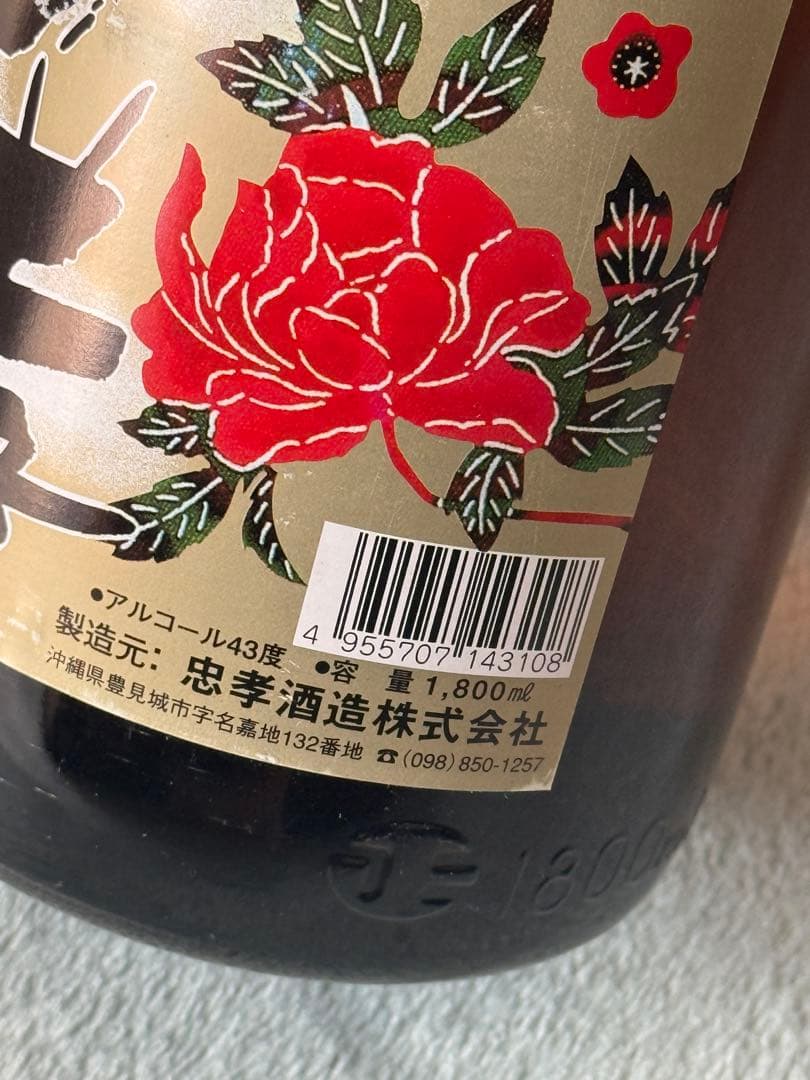 4 955707 143108
●アルコール43度 ●容 量 1,800㎖
製造元: 忠孝酒造株式会社
沖縄県豊見城市字名嘉地132番地 ☎(098)850-1257
1800